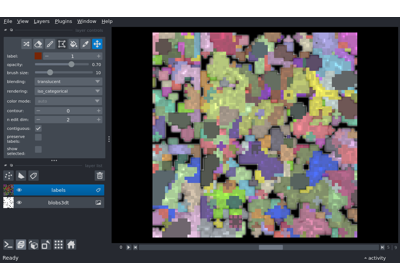 File View Layers Plugins Window Help
label: 1
opacity: 0.70
brush size: 10
blending: translucent
rendering: iso_categorical
color mode:
contour: 0
n edit dim: 2
contiguous:
preserve labels:
show selected:
labels
blobs3dt
Ready
activity